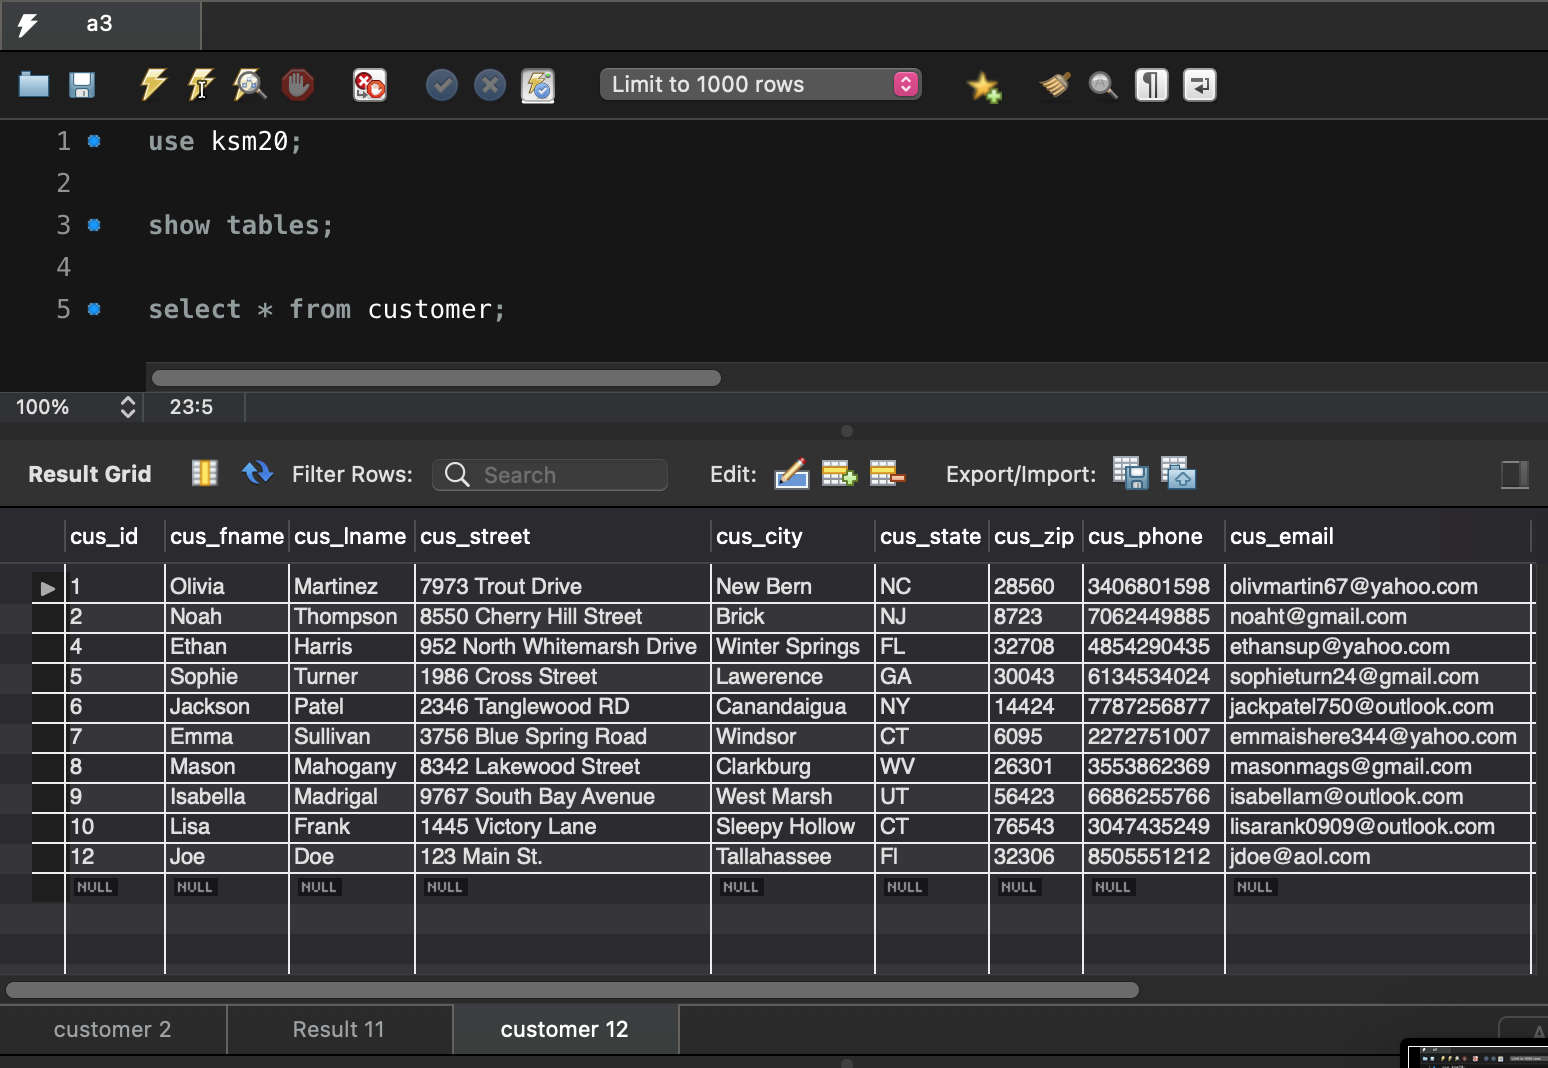 a3
Limit to 1000 rows
1 use ksm20;
2
3 show tables;
4
5 select * from customer;
100% 23:5
Result Grid Filter Rows: Search Edit: Export/Import:
cus_id cus_fname cus_lname cus_street cus_city cus_state cus_zip cus_phone cus_email
1 Olivia Martinez 7973 Trout Drive New Bern NC 28560 3406801598 olivmartin67@yahoo.com
2 Noah Thompson 8550 Cherry Hill Street Brick NJ 8723 7062449885 noaht@gmail.com
4 Ethan Harris 952 North Whitemarsh Drive Winter Springs FL 32708 4854290435 ethansup@yahoo.com
5 Sophie Turner 1986 Cross Street Lawerence GA 30043 6134534024 sophieturn24@gmail.com
6 Jackson Patel 2346 Tanglewood RD Canandaigua NY 14424 7787256877 jackpatel750@outlook.com
7 Emma Sullivan 3756 Blue Spring Road Windsor CT 6095 2272751007 emmaishere344@yahoo.com
8 Mason Mahogany 8342 Lakewood Street Clarkburg WV 26301 3553862369 masonmags@gmail.com
9 Isabella Madrigal 9767 South Bay Avenue West Marsh UT 56423 6686255766 isabellam@outlook.com
10 Lisa Frank 1445 Victory Lane Sleepy Hollow CT 76543 3047435249 lisarank0909@outlook.com
12 Joe Doe 123 Main St. Tallahassee Fl 32306 8505551212 jdoe@aol.com
NULL NULL NULL NULL NULL NULL NULL NULL NULL
customer 2 Result 11 customer 12